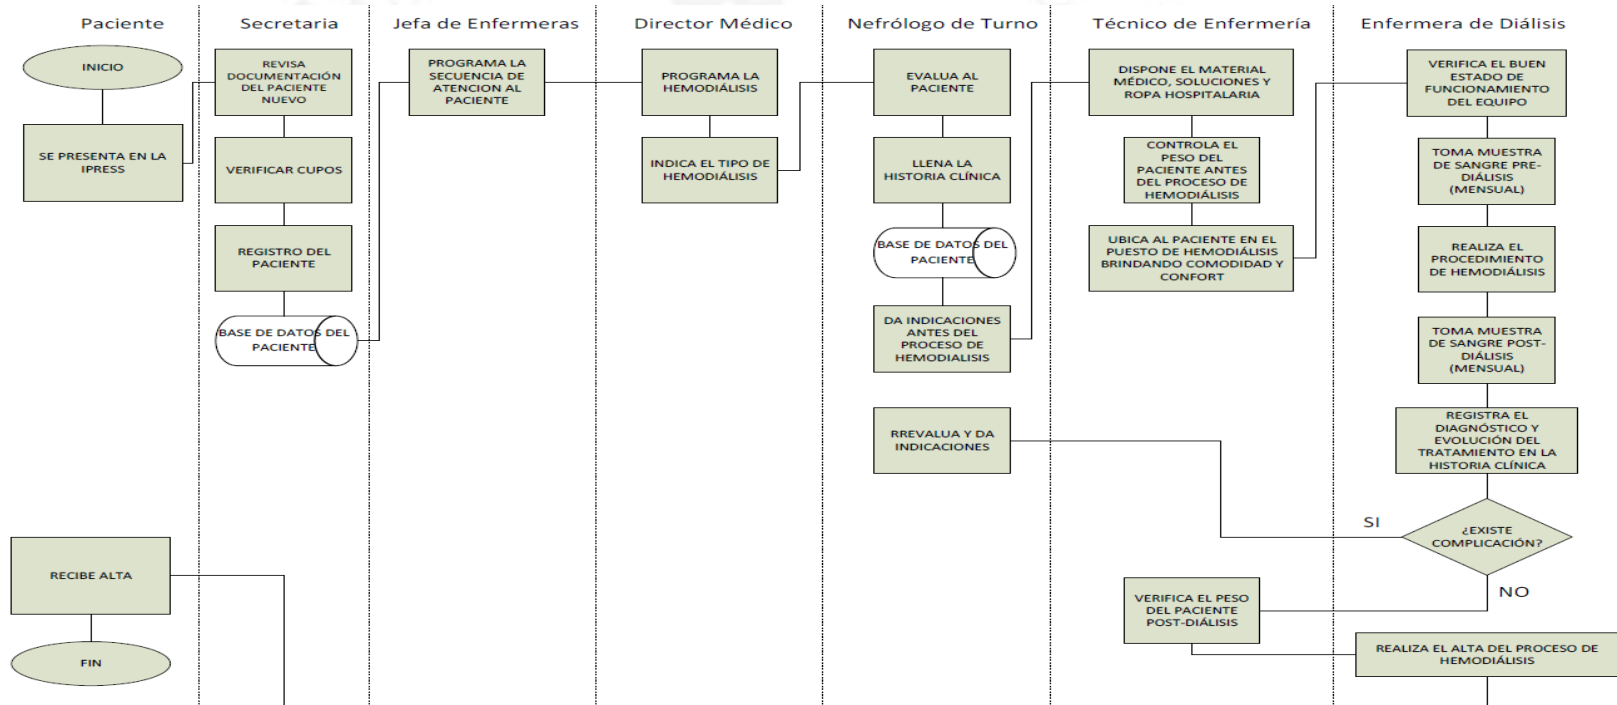 Paciente
Secretaria
Jefa de Enfermeras
Director Médico
Nefrólogo de Turno
Técnico de Enfermería
Enfermera de Diálisis
INICIO
SE PRESENTA EN LA
IPRESS
REVISA
DOCUMENTACIÓN
DEL PACIENTE
NUEVO
VERIFICAR CUPOS
REGISTRO DEL
PACIENTE
BASE DE DATOS DEL
PACIENTE
PROGRAMA LA
SECUENCIA DE
ATENCION AL
PACIENTE
PROGRAMA LA
HEMODIÁLISIS
INDICA EL TIPO DE
HEMODIÁLISIS
EVALUA AL
PACIENTE
LLENA LA
HISTORIA CLÍNICA
BASE DE DATOS DEL
PACIENTE
DA INDICACIONES
ANTES DEL
PROCESO DE
HEMODIALISIS
DISPONE EL MATERIAL
MÉDICO, SOLUCIONES Y
ROPA HOSPITALARIA
CONTROLA EL
PESO DEL
PACIENTE ANTES
DEL PROCESO DE
HEMODIÁLISIS
UBICA AL PACIENTE EN EL
PUESTO DE HEMODIÁLISIS
BRINDANDO COMODIDAD Y
CONFORT
VERIFICA EL BUEN
ESTADO DE
FUNCIONAMIENTO
DEL EQUIPO
TOMA MUESTRA
DE SANGRE PRE-
DIÁLISIS
(MENSUAL)
REALIZA EL
PROCEDIMIENTO
DE HEMODIÁLISIS
TOMA MUESTRA
DE SANGRE POST-
DIÁLISIS
(MENSUAL)
REGISTRA EL
DIAGNÓSTICO Y
EVOLUCIÓN DEL
TRATAMIENTO EN LA
HISTORIA CLÍNICA
¿EXISTE
COMPLICACIÓN?
SI
RREVALUA Y DA
INDICACIONES
NO
VERIFICA EL PESO
DEL PACIENTE
POST-DIÁLISIS
REALIZA EL ALTA DEL PROCESO DE
HEMODIÁLISIS
RECIBE ALTA
FIN